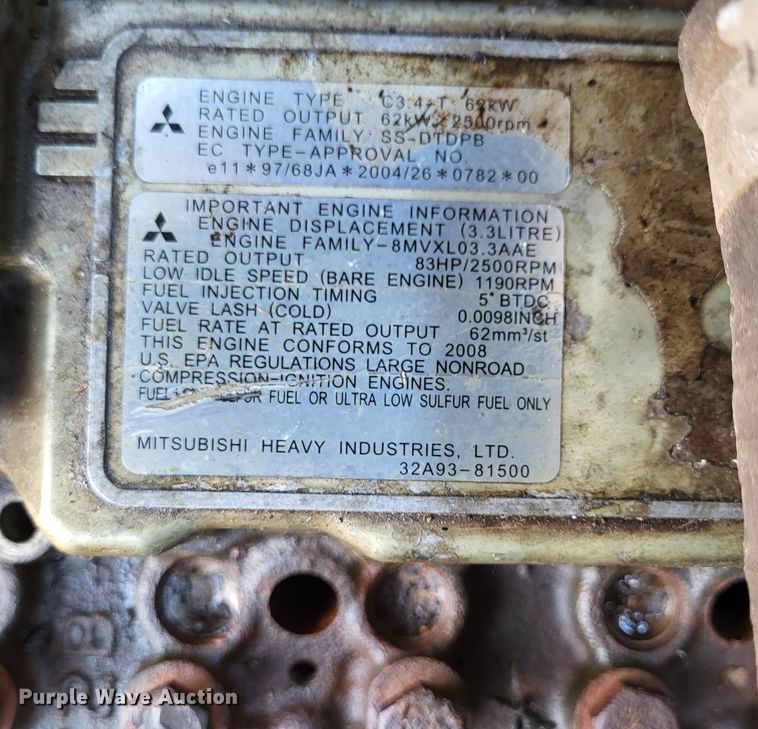 ENGINE TYPE C3.4-T 62kW
RATED OUTPUT 62kW/2500rpm
ENGINE FAMILY SS-DTDPB
EC TYPE-APPROVAL NO.
e11*97/68JA*2004/26*0782*00
IMPORTANT ENGINE INFORMATION
ENGINE DISPLACEMENT (3.3LITRE)
ENGINE FAMILY-8MVXL03.3AAE
RATED OUTPUT 83HP/2500RPM
LOW IDLE SPEED (BARE ENGINE) 1190RPM
FUEL INJECTION TIMING 5° BTDC
VALVE LASH (COLD) 0.0098INCH
FUEL RATE AT RATED OUTPUT 62mm³/st
THIS ENGINE CONFORMS TO 2008
U.S. EPA REGULATIONS LARGE NONROAD
COMPRESSION-IGNITION ENGINES.
FUEL FUEL OR ULTRA LOW SULFUR FUEL ONLY
MITSUBISHI HEAVY INDUSTRIES, LTD.
32A93-81500
Purple Wave Auction